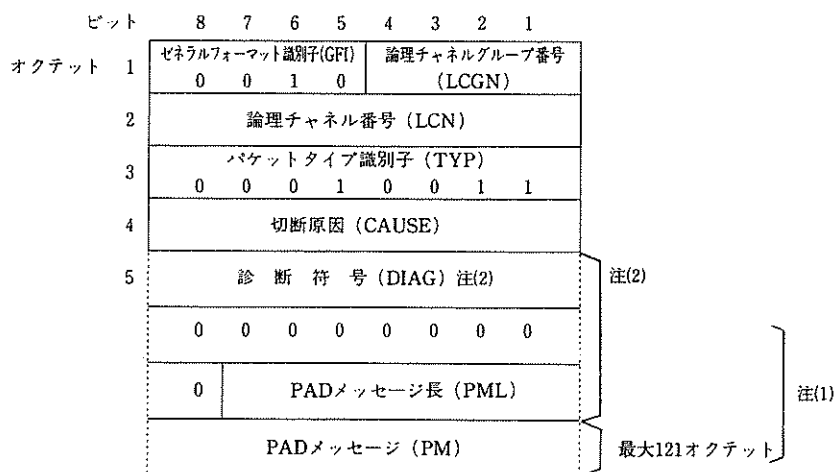 ビット 8 7 6 5 4 3 2 1
オクテット 1 ゼネラルフォーマット識別子(GFI) 論理チャネルグループ番号
0 0 1 0 (LCGN)
2 論理チャネル番号(LCN)
3 パケットタイプ識別子(TYP)
0 0 0 1 0 0 1 1
4 切断原因(CAUSE)
5 診断符号(DIAG)注(2) 注(2)
0 0 0 0 0 0 0 0
0 PADメッセージ長(PML) 注(1)
PADメッセージ(PM) 最大121オクテット